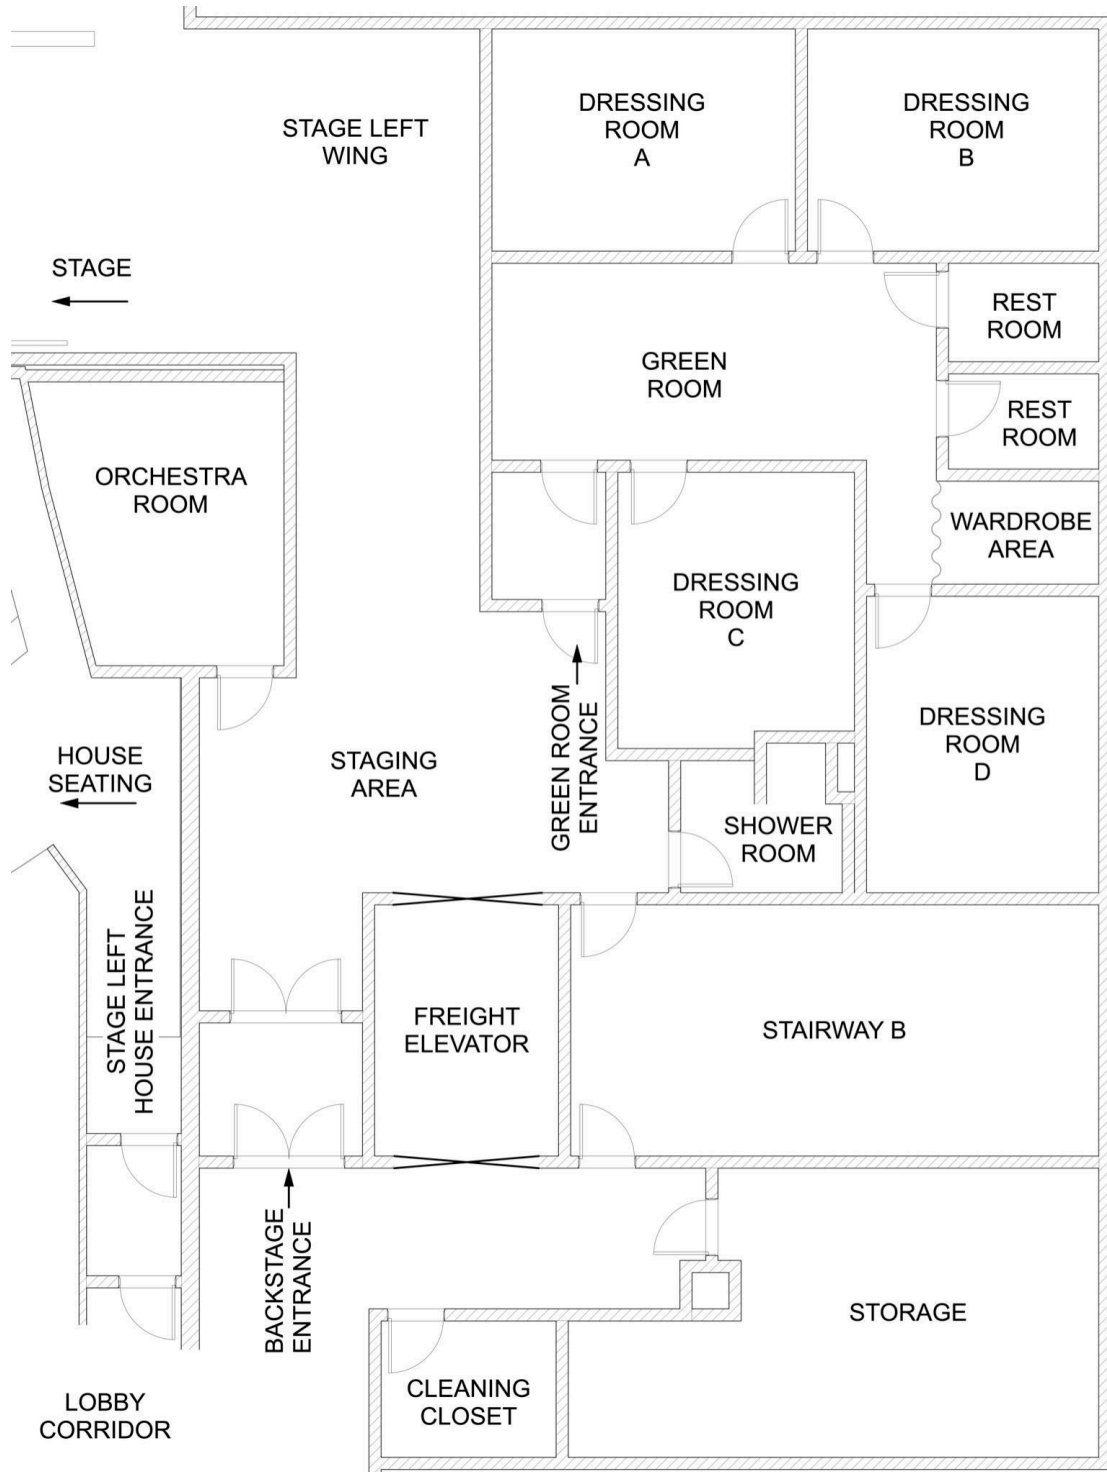 DRESSING
ROOM
A
DRESSING
ROOM
B
STAGE LEFT
WING
STAGE
REST
ROOM
GREEN
ROOM
REST
ROOM
ORCHESTRA
ROOM
WARDROBE
AREA
DRESSING
ROOM
C
GREEN ROOM
ENTRANCE
DRESSING
ROOM
D
HOUSE
SEATING
STAGING
AREA
SHOWER
ROOM
STAGE LEFT
HOUSE ENTRANCE
FREIGHT
ELEVATOR
STAIRWAY B
BACKSTAGE
ENTRANCE
STORAGE
CLEANING
CLOSET
LOBBY
CORRIDOR